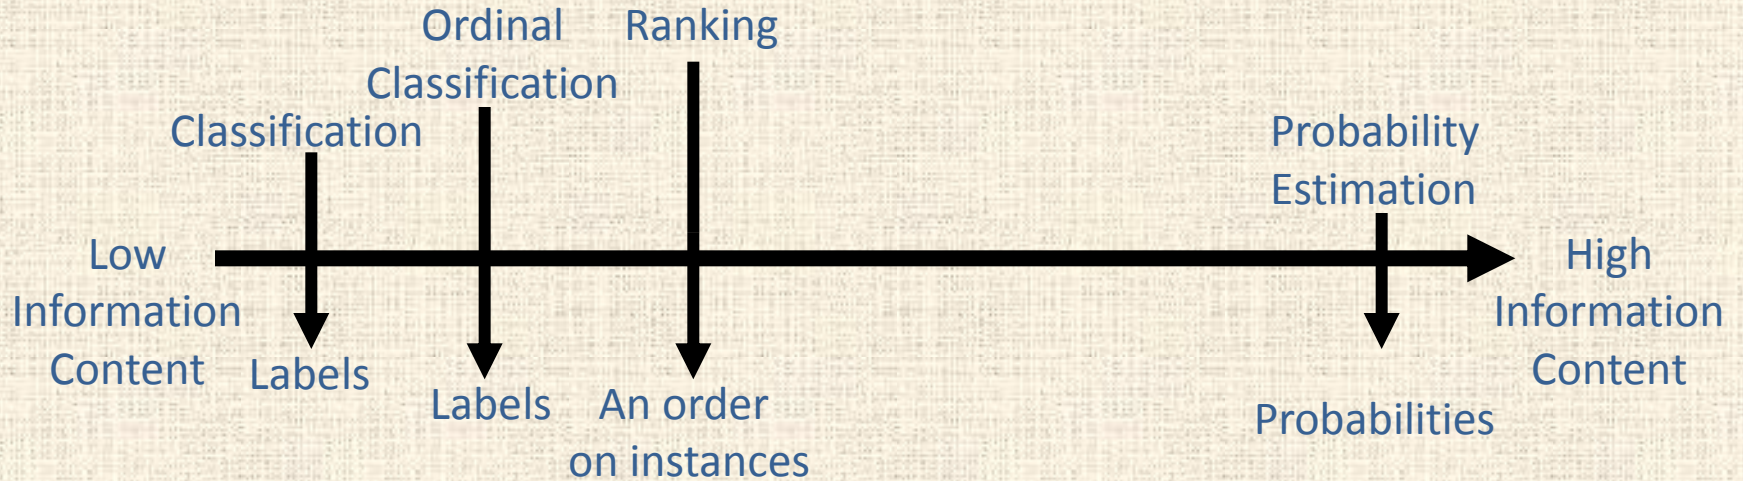 Ordinal
Classification
Ranking
Classification
Probability
Estimation
Low
Information
Content
High
Information
Content
Labels
Labels
An order
on instances
Probabilities